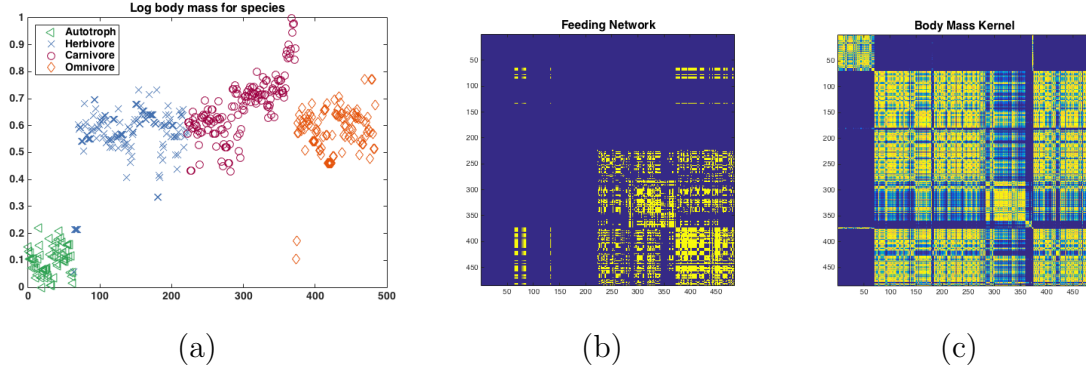 Log body mass for species
1
0.9
0.8
0.7
0.6
0.5
0.4
0.3
0.2
0.1
0
0 100 200 300 400 500
Autotroph
Herbivore
Carnivore
Omnivore
(a)
Feeding Network
50
100
150
200
250
300
350
400
450
50 100 150 200 250 300 350 400 450
(b)
Body Mass Kernel
50
100
150
200
250
300
350
400
450
50 100 150 200 250 300 350 400 450
(c)